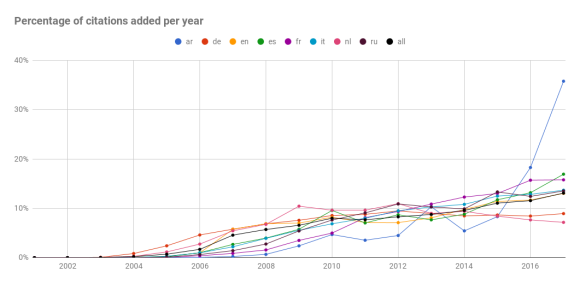 Percentage of citations added per year
ar de en es fr it nl ru all
40%
30%
20%
10%
0%
2002 2004 2006 2008 2010 2012 2014 2016